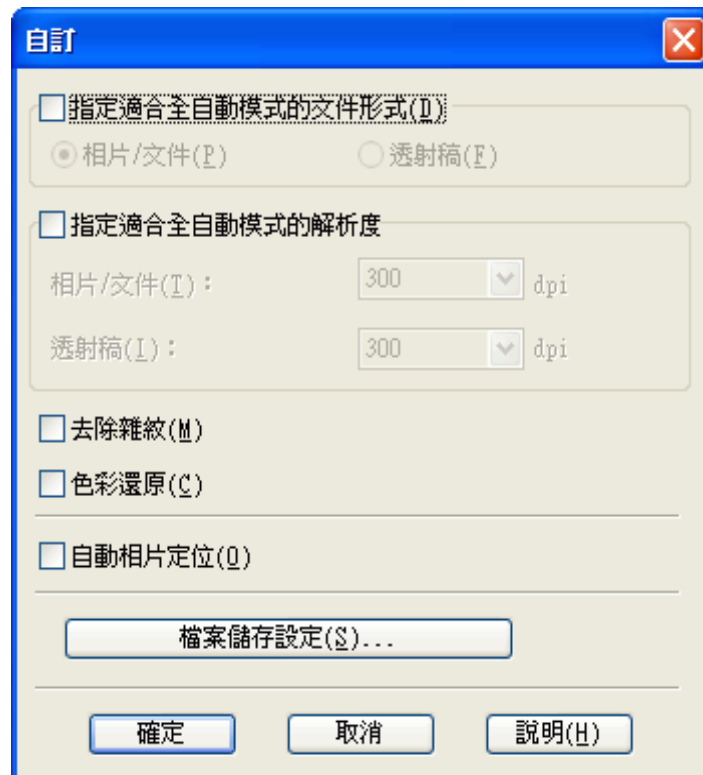 自訂
指定適合全自動模式的文件形式(D)
相片/文件(P) 透射稿(F)
指定適合全自動模式的解析度
相片/文件(T)： 300 dpi
透射稿(I)： 300 dpi
去除雜紋(M)
色彩還原(C)
自動相片定位(O)
檔案儲存設定(S)...
確定 取消 說明(H)